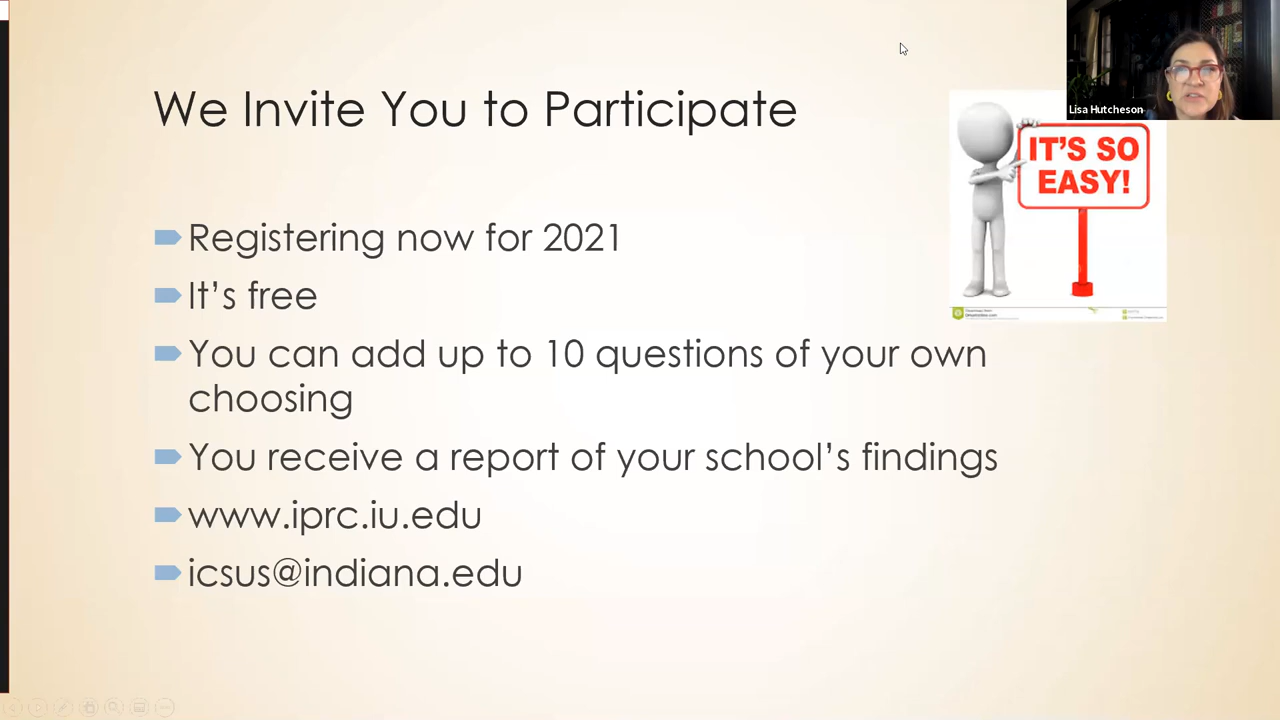 We Invite You to Participate
Lisa Hutcheson
IT'S SO
EASY!
Registering now for 2021
It's free
You can add up to 10 questions of your own
choosing
You receive a report of your school's findings
www.iprc.iu.edu
icsus@indiana.edu